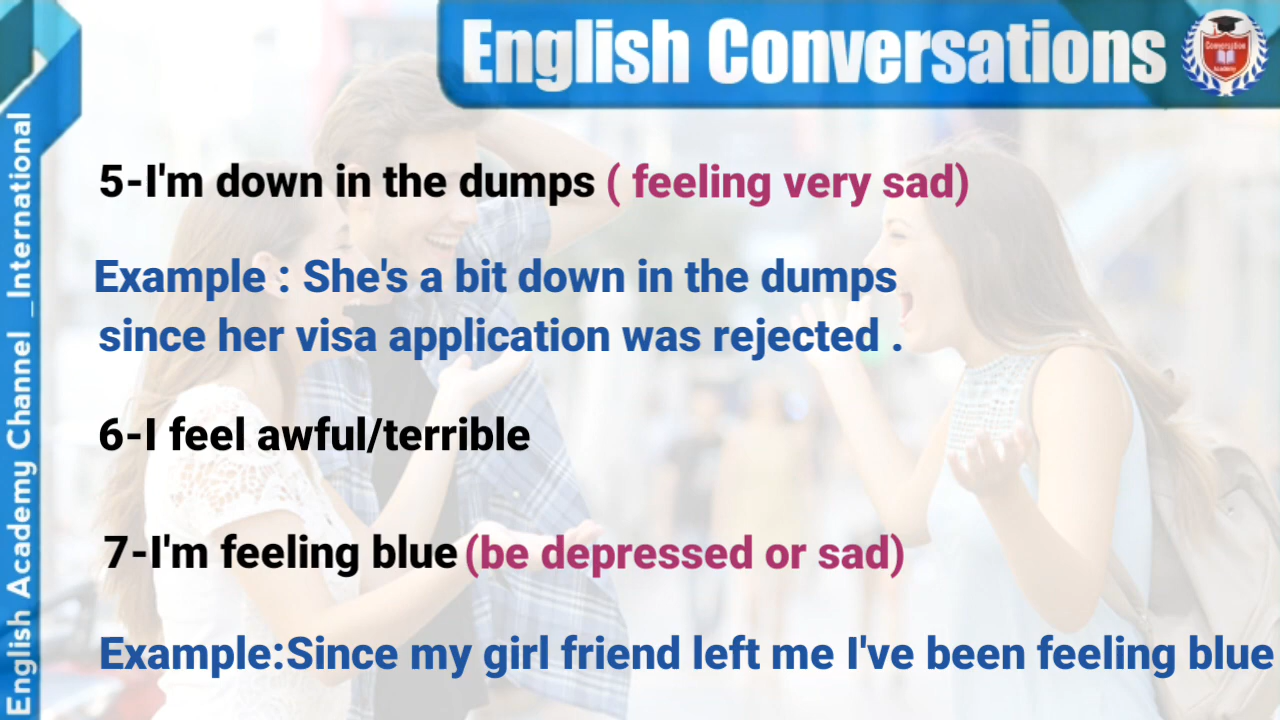 English Conversations
Conversation
Academy
English Academy Channel _International
5-I'm down in the dumps ( feeling very sad)
Example : She's a bit down in the dumps
since her visa application was rejected .
6-I feel awful/terrible
7-I'm feeling blue (be depressed or sad)
Example:Since my girl friend left me I've been feeling blue